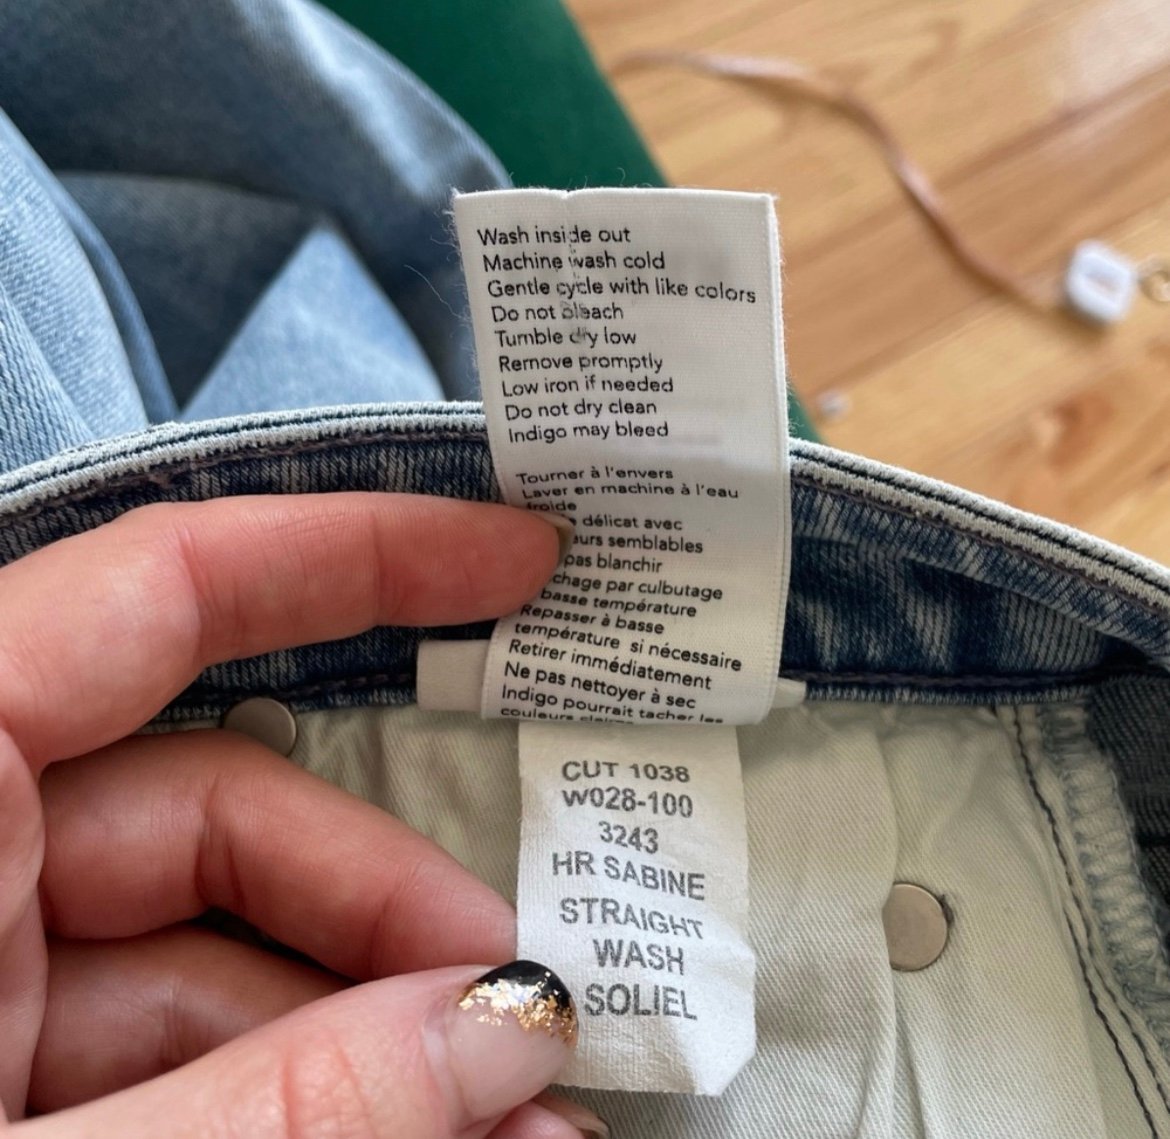 Wash inside out
Machine wash cold
Gentle cycle with like colors
Do not bleach
Tumble dry low
Remove promptly
Low iron if needed
Do not dry clean
Indigo may bleed
Tourner à l'envers
Laver en machine à l'eau
froide
délicat avec
semblables
pas blanchir
par culbutage
basse température
Repasser à basse
température si nécessaire
Retirer immédiatement
Ne pas nettoyer à sec
Indigo pourrait tacher les
couleurs claires
CUT 1038
W028-100
3243
HR SABINE
STRAIGHT
WASH
SOLIEL